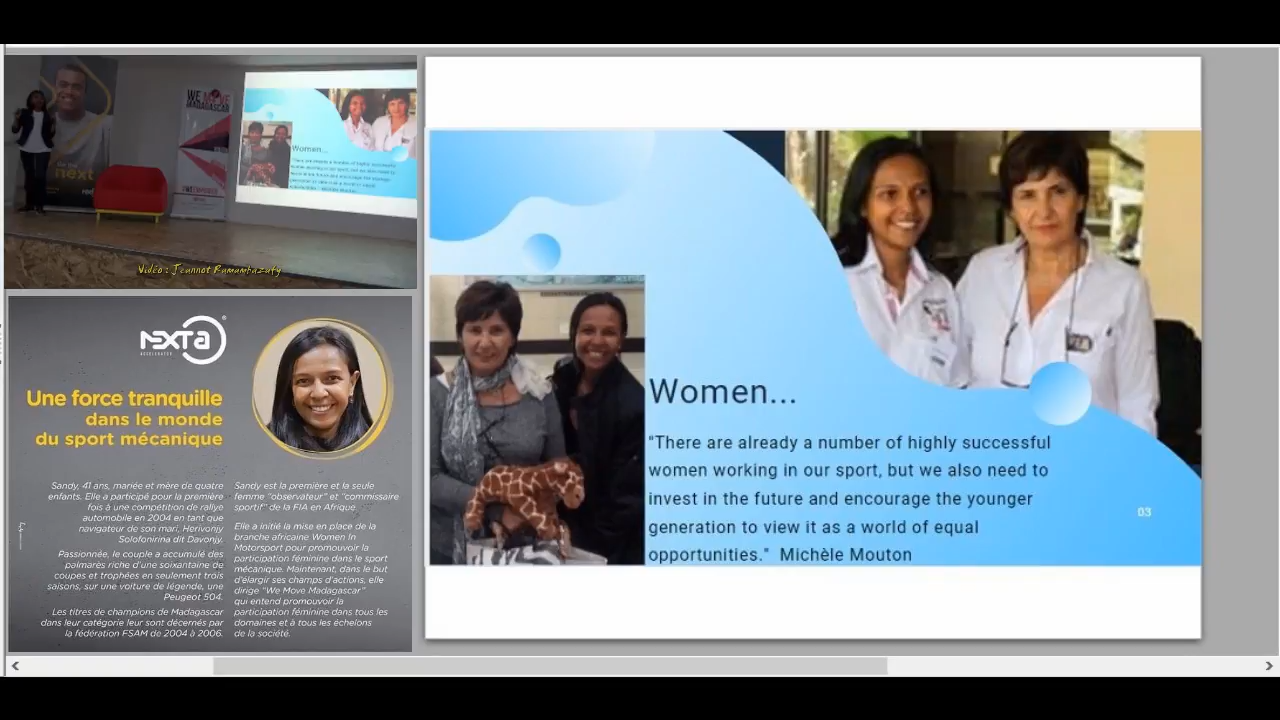 WE MOVE
MADAGASCAR
next
Women...
Vidéo : Jeannot Ramambazafy
NEXTA
ACCELERATOR
Une force tranquille
dans le monde
du sport mécanique
Sandy, 41 ans, mariée et mère de quatre
enfants. Elle a participé pour la première
fois à une compétition de rallye
automobile en 2004 en tant que
navigateur de son mari, Herivonjy
Solofonirima dit Davonjy.
Passionnée, le couple a accumulé des
palmarès riche d'une soixantaine de
coupes et trophées en seulement trois
saisons, sur une voiture de légende, une
Peugeot 504.
Les titres de champions de Madagascar
dans leur catégorie leur sont décernés par
la fédération FSAM de 2004 à 2006.
Sandy est la première et la seule
femme "observateur" et "commissaire
sportif" de la FIA en Afrique.
Elle a initié la mise en place de la
branche africaine Women In
Motorsport pour promouvoir la
participation féminine dans le sport
mécanique. Maintenant, dans le but
d'élargir ses champs d'actions, elle
dirige "We Move Madagascar"
qui entend promouvoir la
participation féminine dans tous les
domaines et à tous les échelons
de la société.
Women...
"There are already a number of highly successful
women working in our sport, but we also need to
invest in the future and encourage the younger
generation to view it as a world of equal
opportunities." Michèle Mouton
03